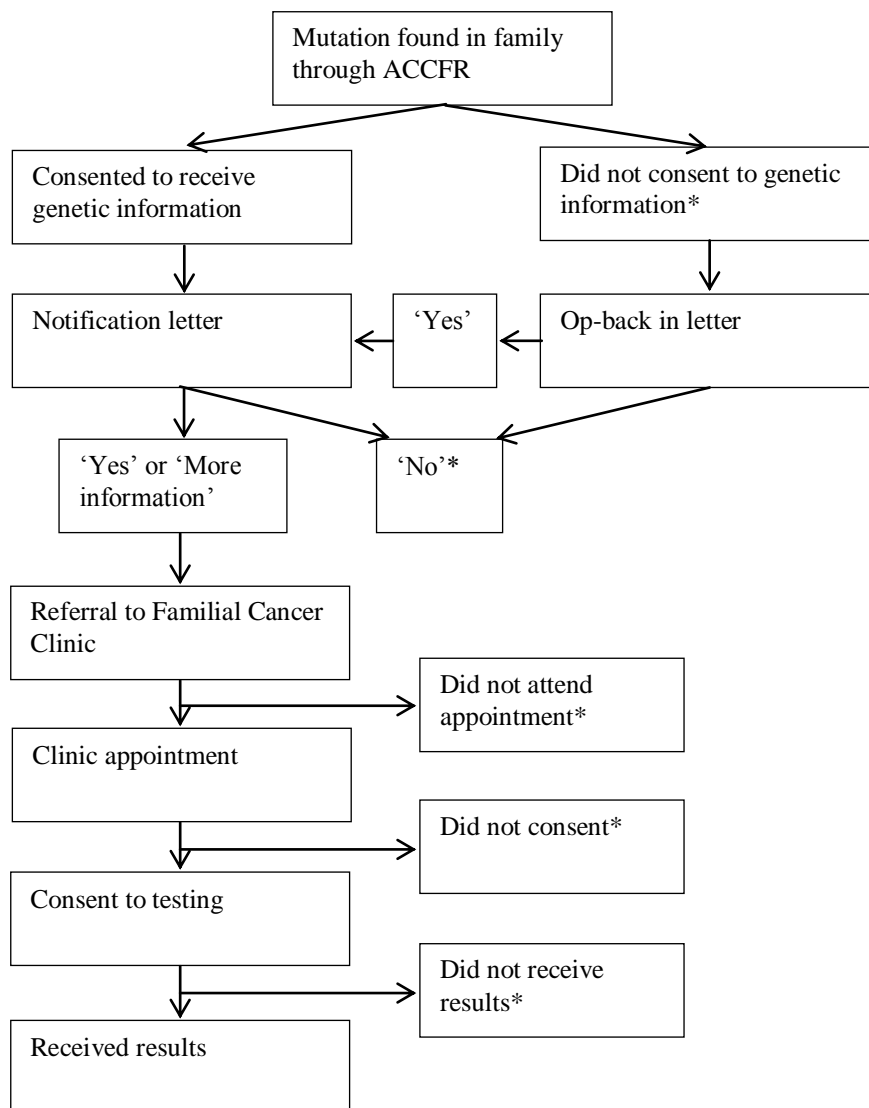 Mutation found in family
through ACCFR
Consented to receive
genetic information
Did not consent to genetic
information*
Notification letter
‘Yes’
Op-back in letter
‘Yes’ or ‘More
information’
‘No’*
Referral to Familial Cancer
Clinic
Did not attend
appointment*
Clinic appointment
Did not consent*
Consent to testing
Did not receive
results*
Received results